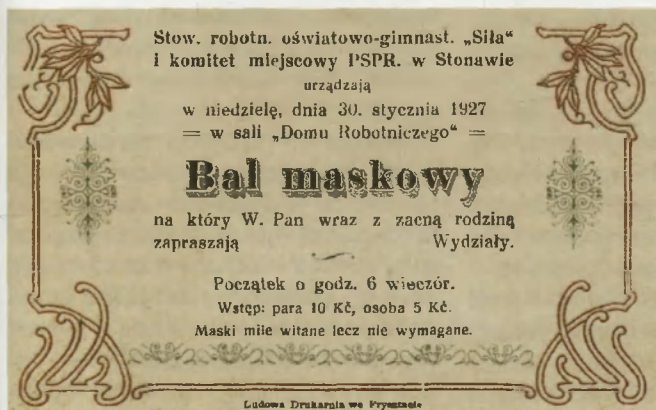 Stow. robotn. oświatowo-gimnast. „Siła“
i komitet miejscowy PSPR. w Stonawie
urządzają
w niedzielę, dnia 30. stycznia 1927
= w sali „Domu Robotniczego“ =
Bal maskowy
na który W. Pan wraz z zacną rodziną
zapraszają Wydziały.
Początek o godz. 6 wieczór.
Wstęp: para 10 Kč, osoba 5 Kč.
Maski mile witane lecz nie wymagane.
Ludowa Drukarnia we Frysztacie